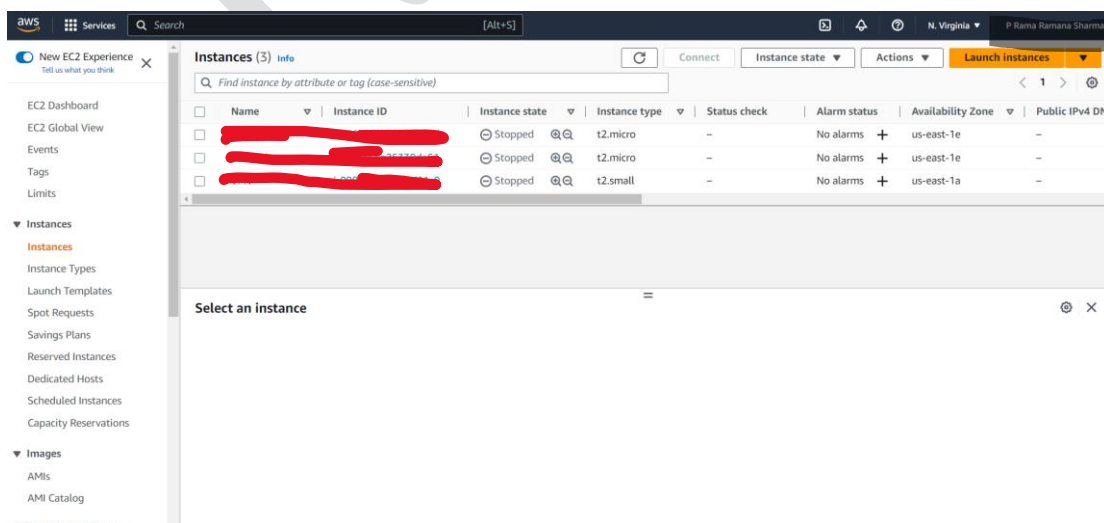 aws Services Search [Alt+S] N. Virginia ▼ P Rama Ramana Sharma
New EC2 Experience
Tell us what you think
EC2 Dashboard
EC2 Global View
Events
Tags
Limits
▼ Instances
Instances
Instance Types
Launch Templates
Spot Requests
Savings Plans
Reserved Instances
Dedicated Hosts
Scheduled Instances
Capacity Reservations
▼ Images
AMIs
AMI Catalog
Instances (3) Info Connect Instance state ▼ Actions ▼ Launch instances ▼
Find instance by attribute or tag (case-sensitive) < 1 >
Name Instance ID Instance state Instance type Status check Alarm status Availability Zone Public IPv4 DN
Stopped t2.micro – No alarms + us-east-1e –
Stopped t2.micro – No alarms + us-east-1e –
Stopped t2.small – No alarms + us-east-1a –
Select an instance